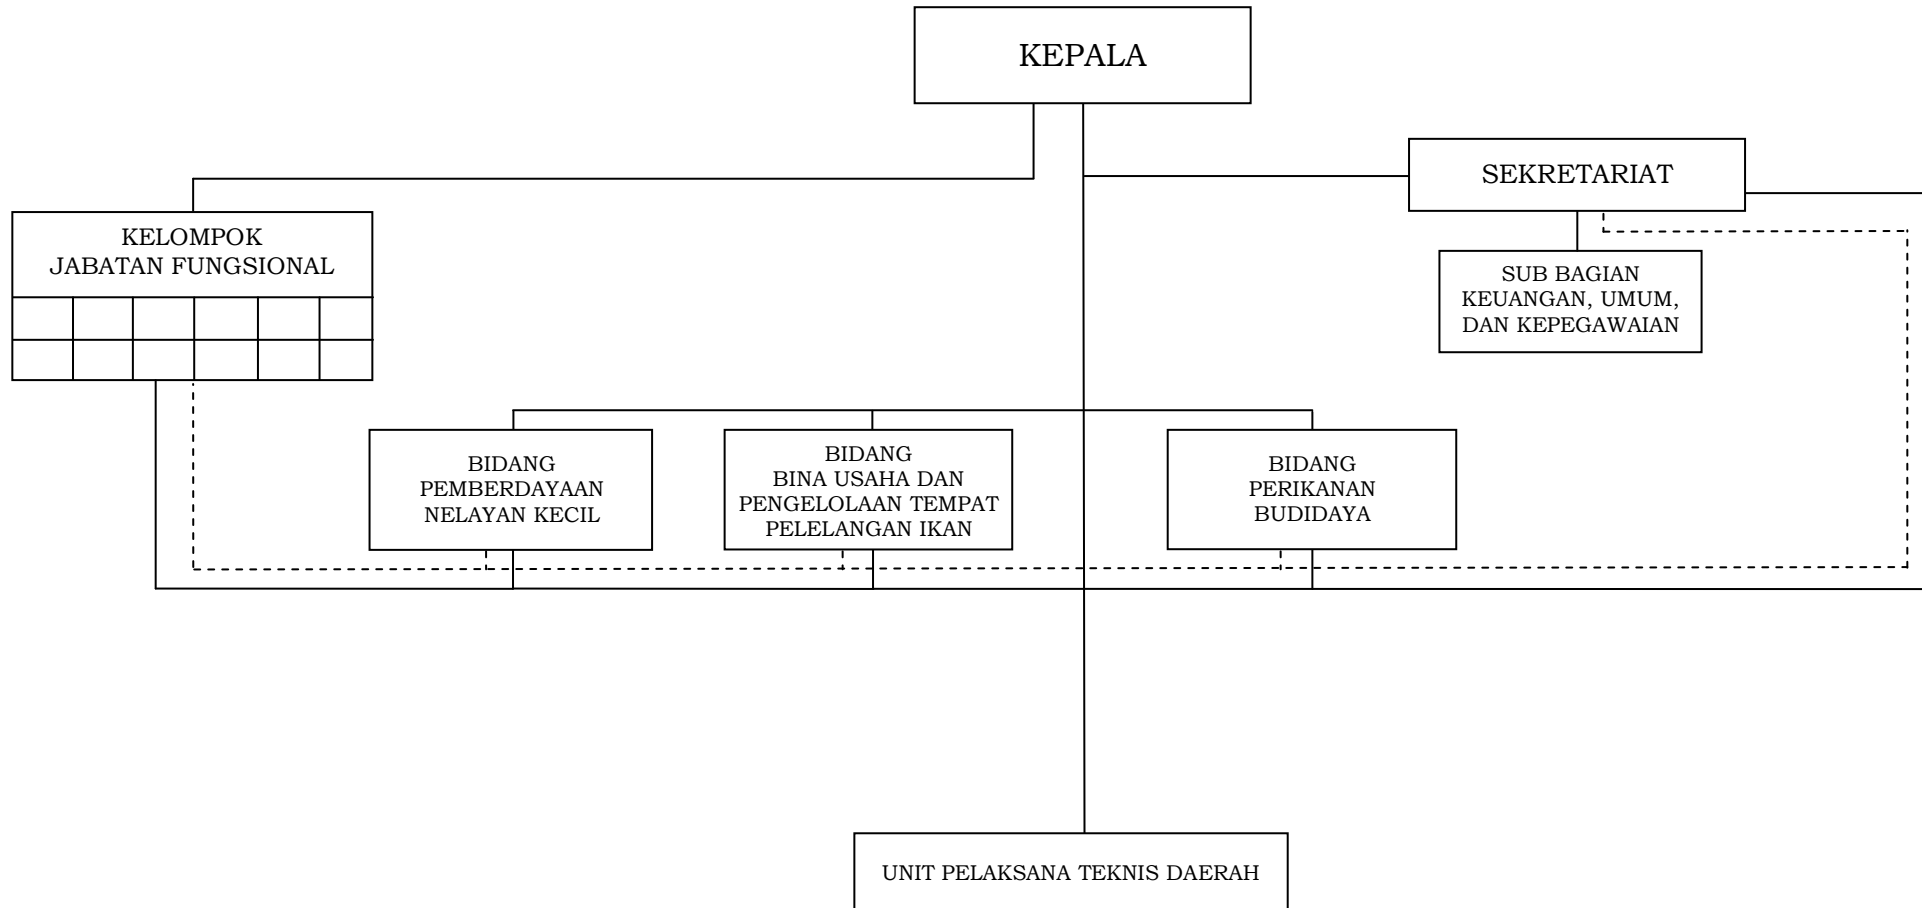 KEPALA
SEKRETARIAT
KELOMPOK
JABATAN FUNGSIONAL
SUB BAGIAN
KEUANGAN, UMUM,
DAN KEPEGAWAIAN
BIDANG
PEMBERDAYAAN
NELAYAN KECIL
BIDANG
BINA USAHA DAN
PENGELOLAAN TEMPAT
PELELANGAN IKAN
BIDANG
PERIKANAN
BUDIDAYA
UNIT PELAKSANA TEKNIS DAERAH